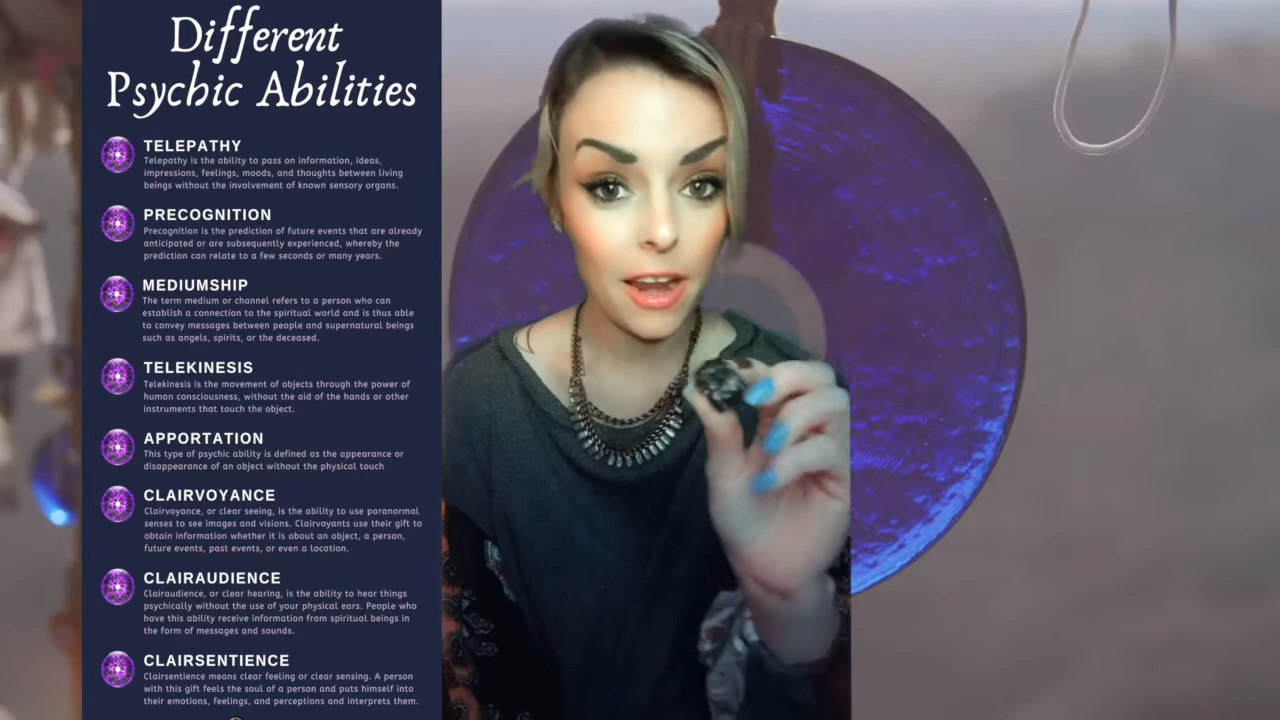 Different
Psychic Abilities
TELEPATHY
Telepathy is the ability to pass on information, ideas,
impressions, feelings, moods, and thoughts between living
beings without the involvement of known sensory organs.
PRECOGNITION
Precognition is the prediction of future events that are already
anticipated or are subsequently experienced, whereby the
prediction can relate to a few seconds or many years.
MEDIUMSHIP
The term medium or channel refers to a person who can
establish a connection to the spiritual world and is thus able
to convey messages between people and supernatural beings
such as angels, spirits, or the deceased.
TELEKINESIS
Telekinesis is the movement of objects through the power of
human consciousness, without the aid of the hands or other
instruments that touch the object.
APPORTATION
This type of psychic ability is defined as the appearance or
disappearance of an object without the physical touch
CLAIRVOYANCE
Clairvoyance, or clear seeing, is the ability to use paranormal
senses to see images and visions. Clairvoyants use their gift to
obtain information whether it is about an object, a person,
future events, past events, or even a location.
CLAIRAUDIENCE
Clairaudience, or clear hearing, is the ability to hear things
psychically without the use of your physical ears. People who
have this ability receive information from spiritual beings in
the form of messages and sounds.
CLAIRSENTIENCE
Clairsentience means clear feeling or clear sensing. A person
with this gift feels the soul of a person and puts himself into
their emotions, feelings, and perceptions and interprets them.